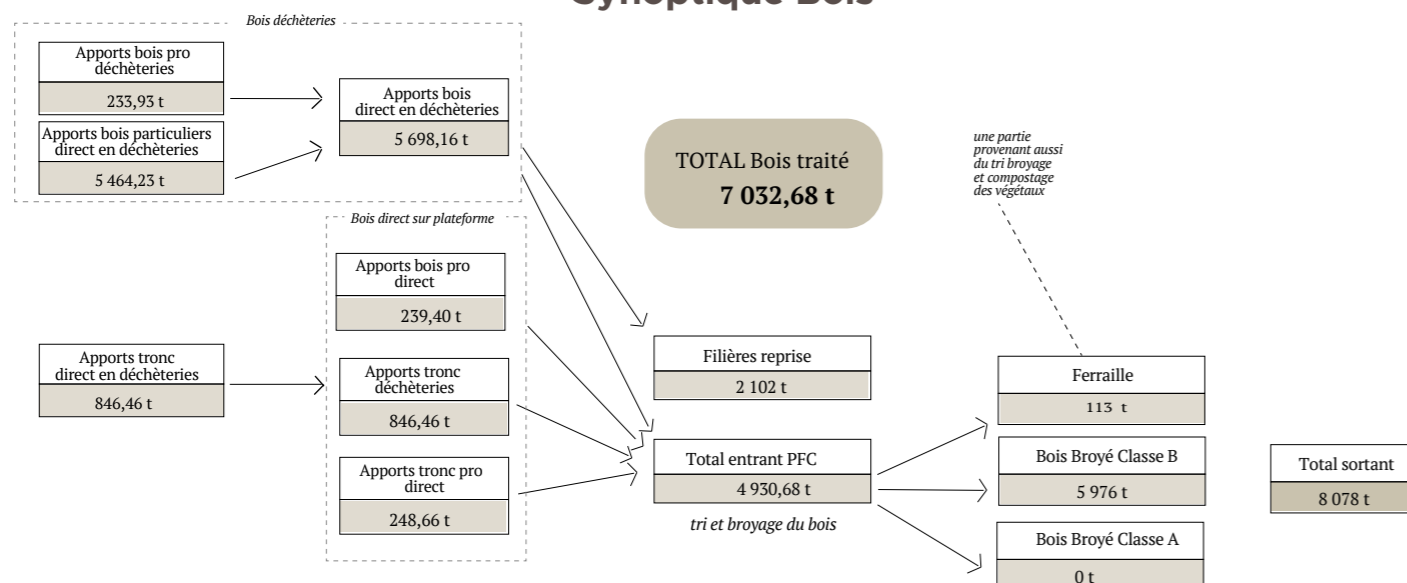 Synoptique Bois
Bois déchèteries
Apports bois pro
déchèteries
233,93 t
Apports bois particuliers
direct en déchèteries
5 464,23 t
Apports bois
direct en déchèteries
5 698,16 t
TOTAL Bois traité
7 032,68 t
une partie
provenant aussi
du tri broyage
et compostage
des végétaux
Bois direct sur plateforme
Apports bois pro
direct
239,40 t
Apports tronc
direct en déchèteries
846,46 t
Apports tronc
déchèteries
846,46 t
Apports tronc pro
direct
248,66 t
Filières reprise
2 102 t
Total entrant PFC
4 930,68 t
tri et broyage du bois
Ferraille
113 t
Bois Broyé Classe B
5 976 t
Bois Broyé Classe A
0 t
Total sortant
8 078 t